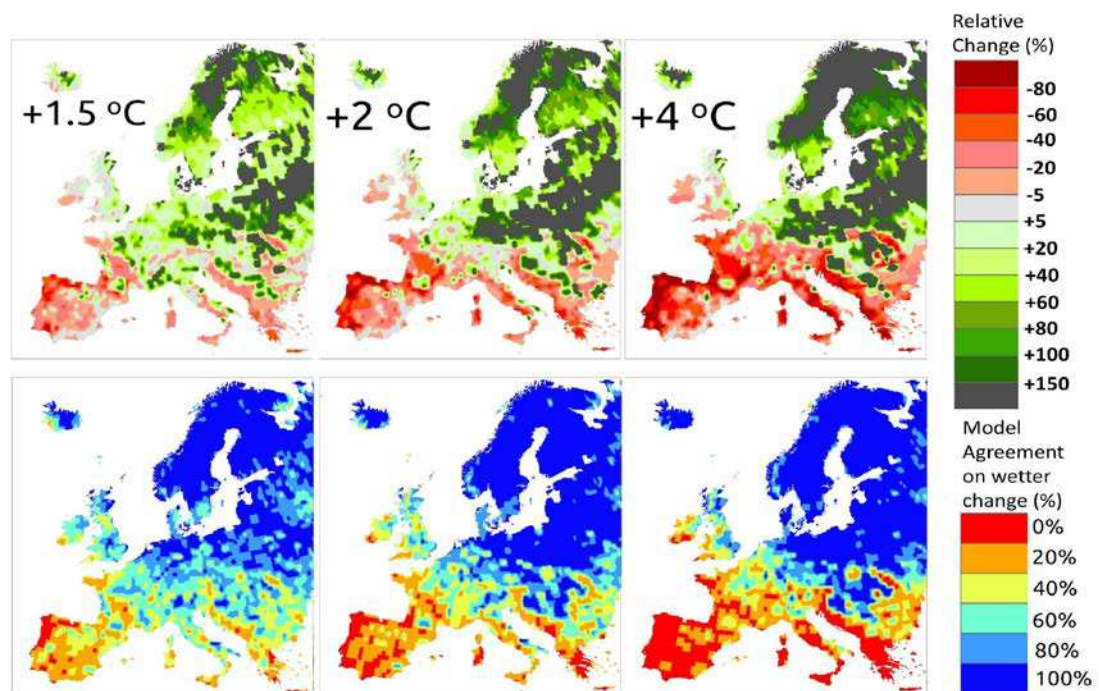 +1.5 °C
+2 °C
+4 °C
Relative
Change (%)
-80
-60
-40
-20
-5
+5
+20
+40
+60
+80
+100
+150
Model
Agreement
on wetter
change (%)
0%
20%
40%
60%
80%
100%